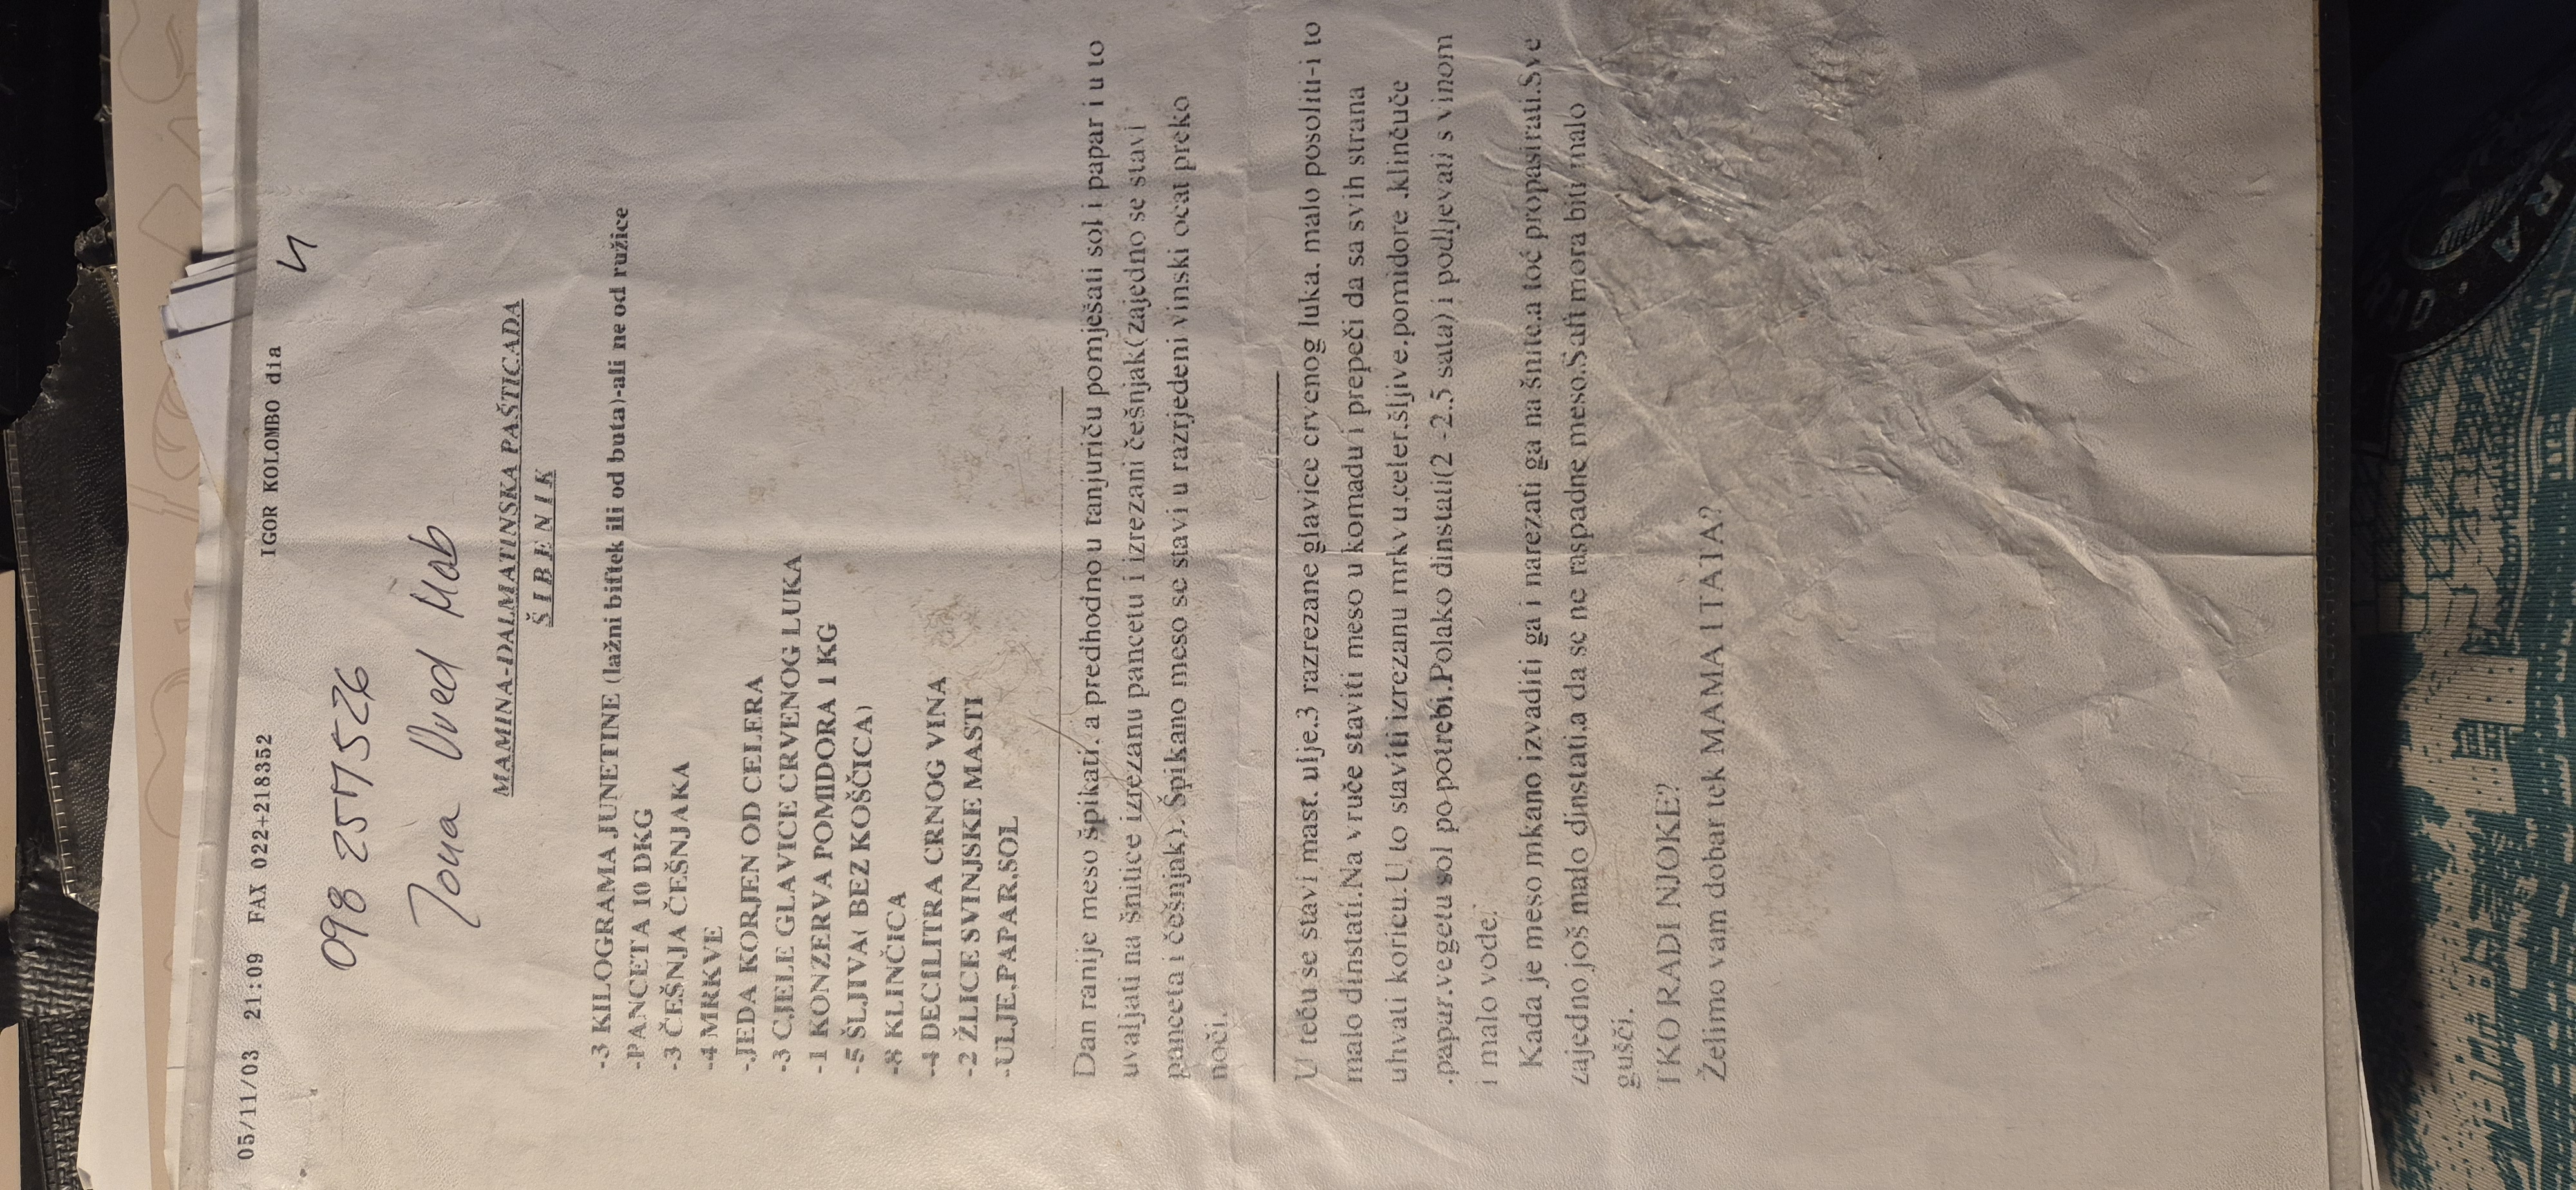 05/11/03 21:09 FAX 022+218352 IGOR KOLOMBO dia
098 257526
Ured Mob
MAMINA-DALMATINSKA PAŠTICADA
ŠIBENIK
-3 KILOGRAMA JUNETINE (lažni biftek ili od buta)-ali ne od ružice
-PANCETA 10 DKG
-3 ČEŠNJA ČEŠNJAKA
-4 MRKVE
-JEDA KORJEN OD CELERA
-3 CJELE GLAVICE CRVENOG LUKA
-1 KONZERVA POMIDORA 1 KG
-5 ŠLJIVA( BEZ KOŠČICA)
-8 KLINČICA
-4 DECILITRA CRNOG VINA
-2 ŽLICE SVINJSKE MASTI
-ULJE,PAPAR,SOL
Dan ranije meso špikati, a predhodno u tanjuriču pomješati sol i papar i u to
uvaljati na šnitice izrezanu pancetu i izrezani češnjak(zajedno se stavi
panceta i češnjak). Špikano meso se stavi u razrjedeni vinski ocat preko
noči.
U teču se stavi mast, ulje,3 razrezane glavice crvenog luka, malo posoliti-i to
malo dinstati.Na vruče staviti meso u komadu i prepeči da sa svih strana
uhvati koricu.U to staviti izrezanu mrkvu,celer,šljive,pomidore ,klinčuče
,papar,vegetu sol po potrebi.Polako dinstati(2 -2.5 sata) i podljevati s vinom
i malo vode.
Kada je meso mkano izvaditi ga i narezati ga na šnite,a toć propasirati.Sve
zajedno još malo dinstati,a da se ne raspadne meso.Saft mora biti malo
gušči.
TKO RADI NJOKE?
Želimo vam dobar tek MAMA I TATA?